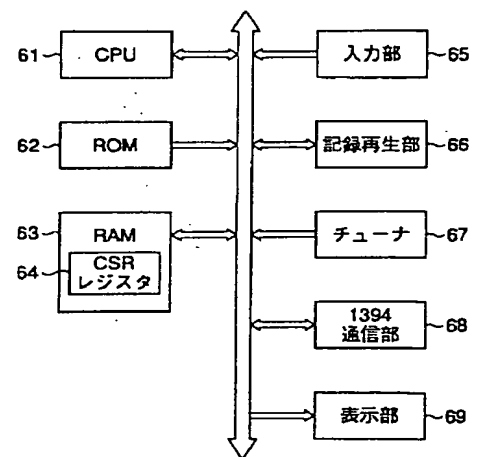 61 CPU
62 ROM
63 RAM
64 CSR
レジスタ
入力部 65
記録再生部 66
チューナ 67
1394
通信部 68
表示部 69